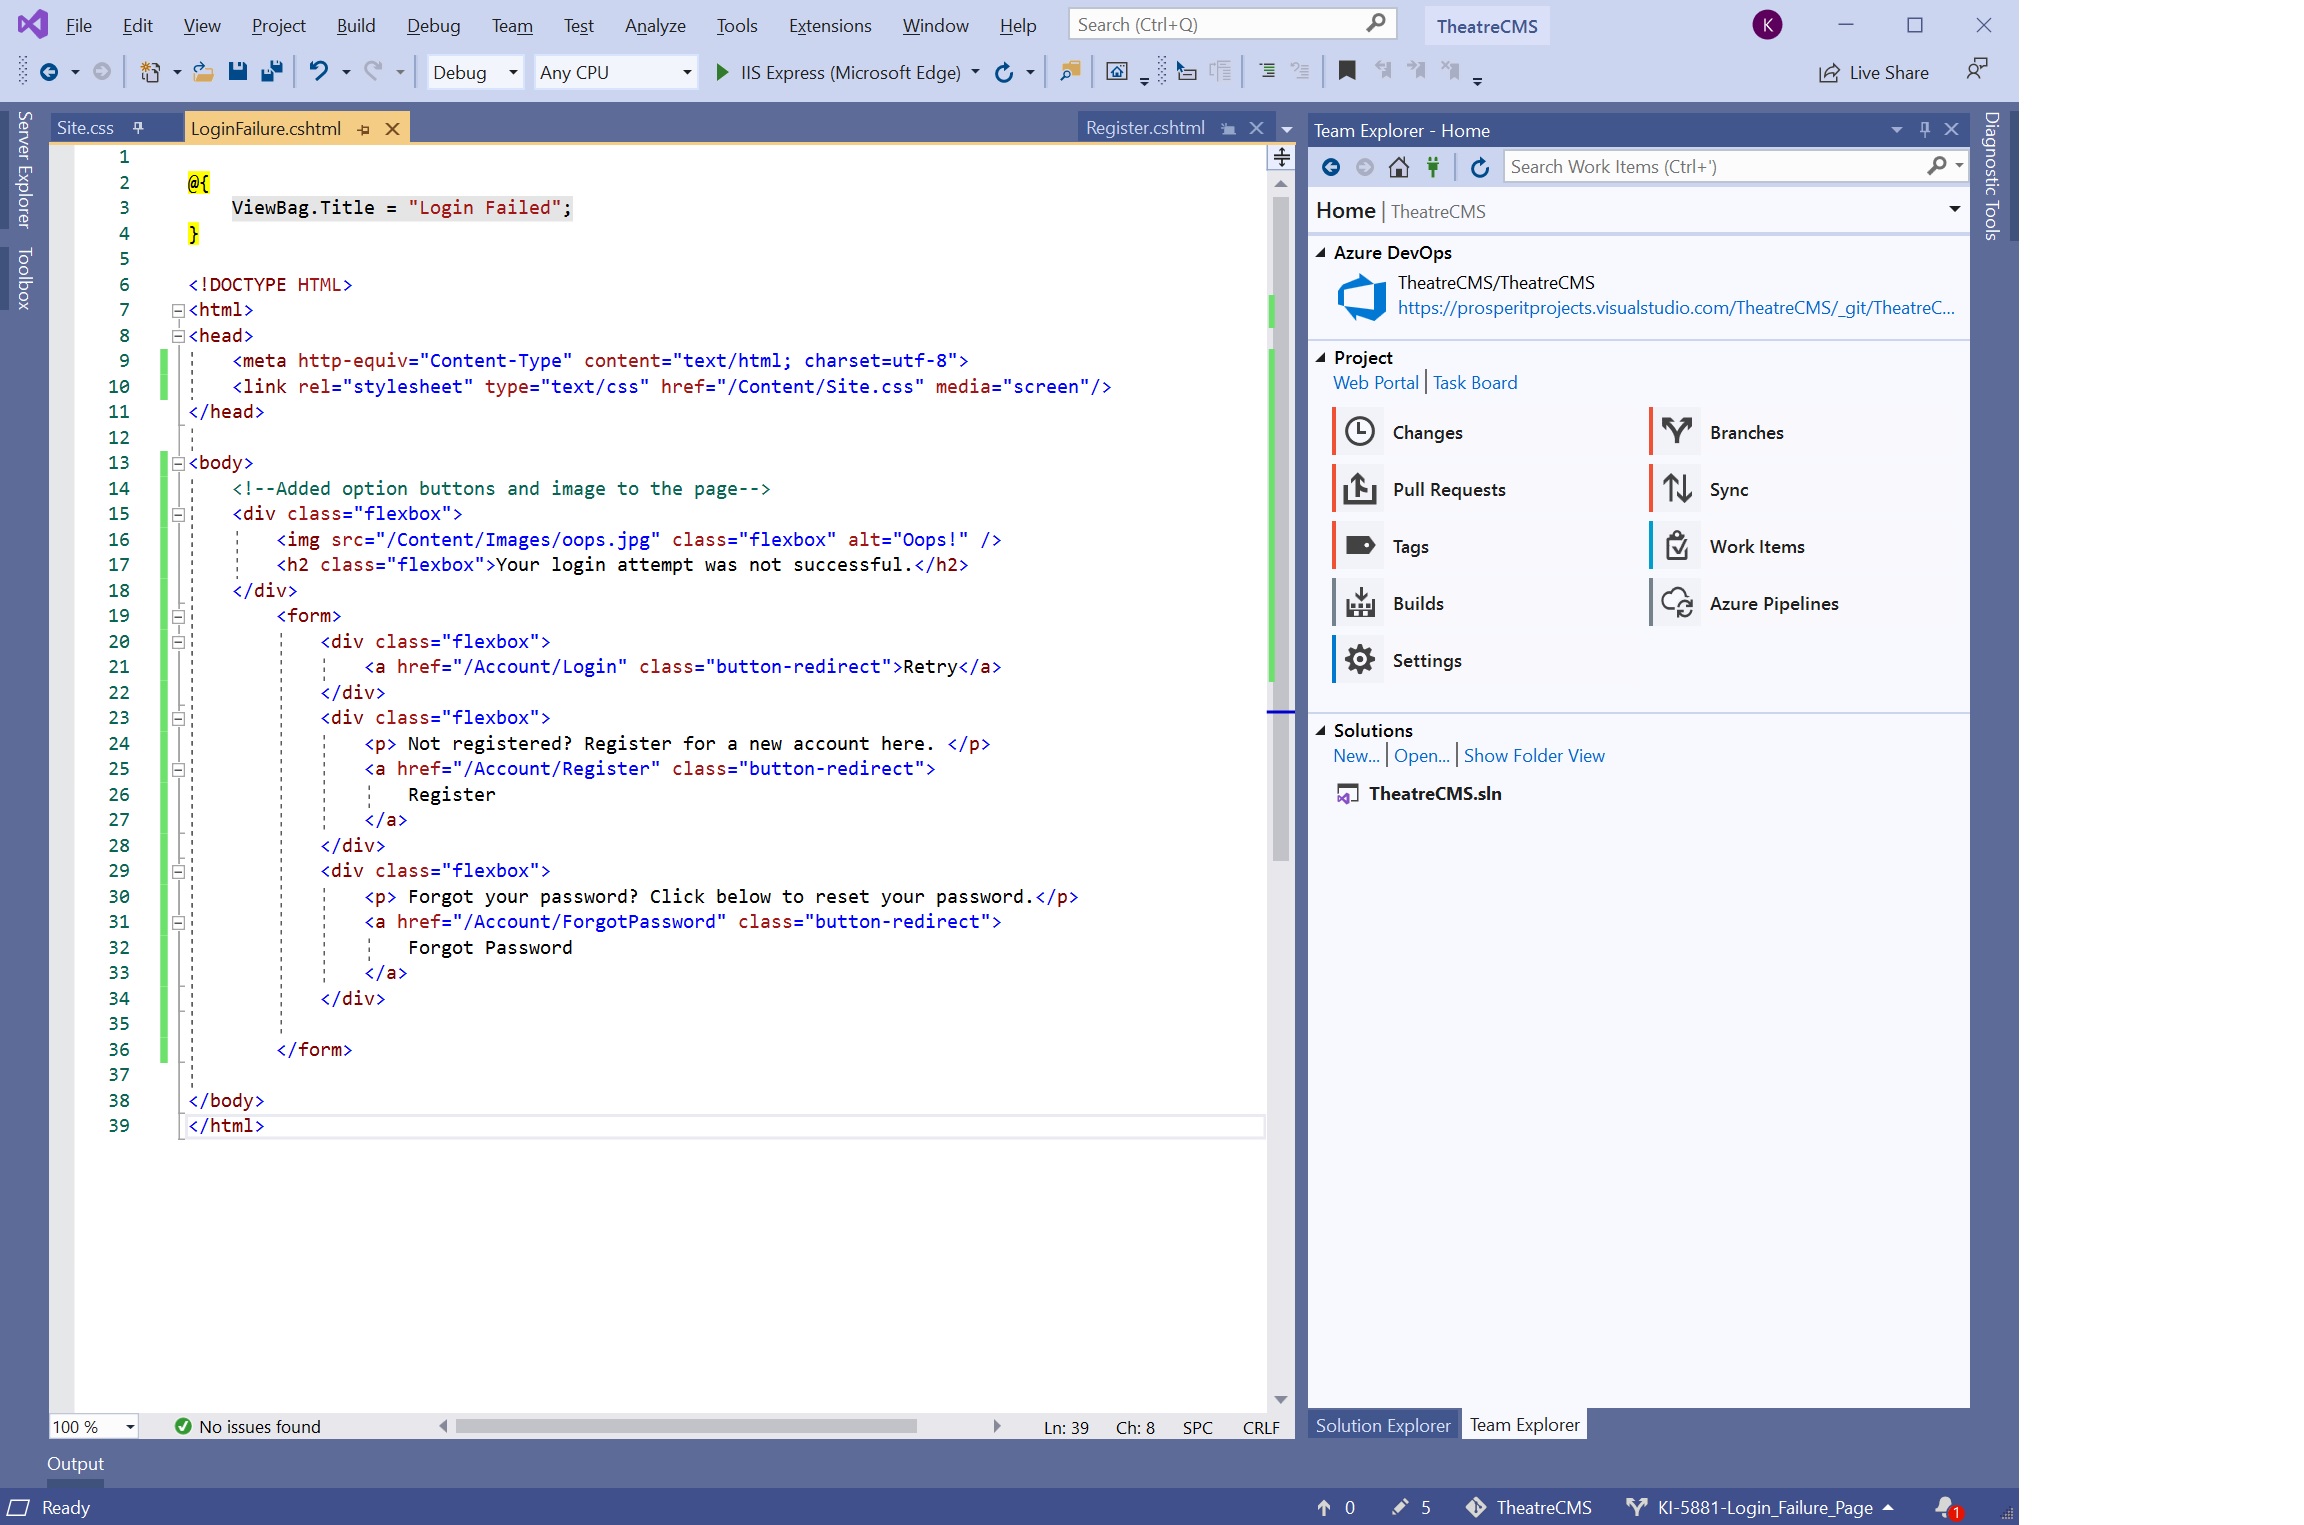 File Edit View Project Build Debug Team Test Analyze Tools Extensions Window Help Search (Ctrl+Q) TheatreCMS K
Debug Any CPU IIS Express (Microsoft Edge) Live Share
Server Explorer
Toolbox
Site.css LoginFailure.cshtml Register.cshtml
1
2 @{
3 ViewBag.Title = "Login Failed";
4 }
5
6 <!DOCTYPE HTML>
7 <html>
8 <head>
9 <meta http-equiv="Content-Type" content="text/html; charset=utf-8">
10 <link rel="stylesheet" type="text/css" href="/Content/Site.css" media="screen"/>
11 </head>
12
13 <body>
14 <!--Added option buttons and image to the page-->
15 <div class="flexbox">
16 <img src="/Content/Images/oops.jpg" class="flexbox" alt="Oops!" />
17 <h2 class="flexbox">Your login attempt was not successful.</h2>
18 </div>
19 <form>
20 <div class="flexbox">
21 <a href="/Account/Login" class="button-redirect">Retry</a>
22 </div>
23 <div class="flexbox">
24 <p> Not registered? Register for a new account here. </p>
25 <a href="/Account/Register" class="button-redirect">
26 Register
27 </a>
28 </div>
29 <div class="flexbox">
30 <p> Forgot your password? Click below to reset your password.</p>
31 <a href="/Account/ForgotPassword" class="button-redirect">
32 Forgot Password
33 </a>
34 </div>
35
36 </form>
37
38 </body>
39 </html>
100 % No issues found Ln: 39 Ch: 8 SPC CRLF
Team Explorer - Home
Search Work Items (Ctrl+')
Home | TheatreCMS
Azure DevOps
TheatreCMS/TheatreCMS
https://prosperitprojects.visualstudio.com/TheatreCMS/_git/TheatreC...
Project
Web Portal | Task Board
Changes Branches
Pull Requests Sync
Tags Work Items
Builds Azure Pipelines
Settings
Solutions
New... | Open... | Show Folder View
TheatreCMS.sln
Solution Explorer Team Explorer
Diagnostic Tools
Output
Ready 0 5 TheatreCMS KI-5881-Login_Failure_Page 1